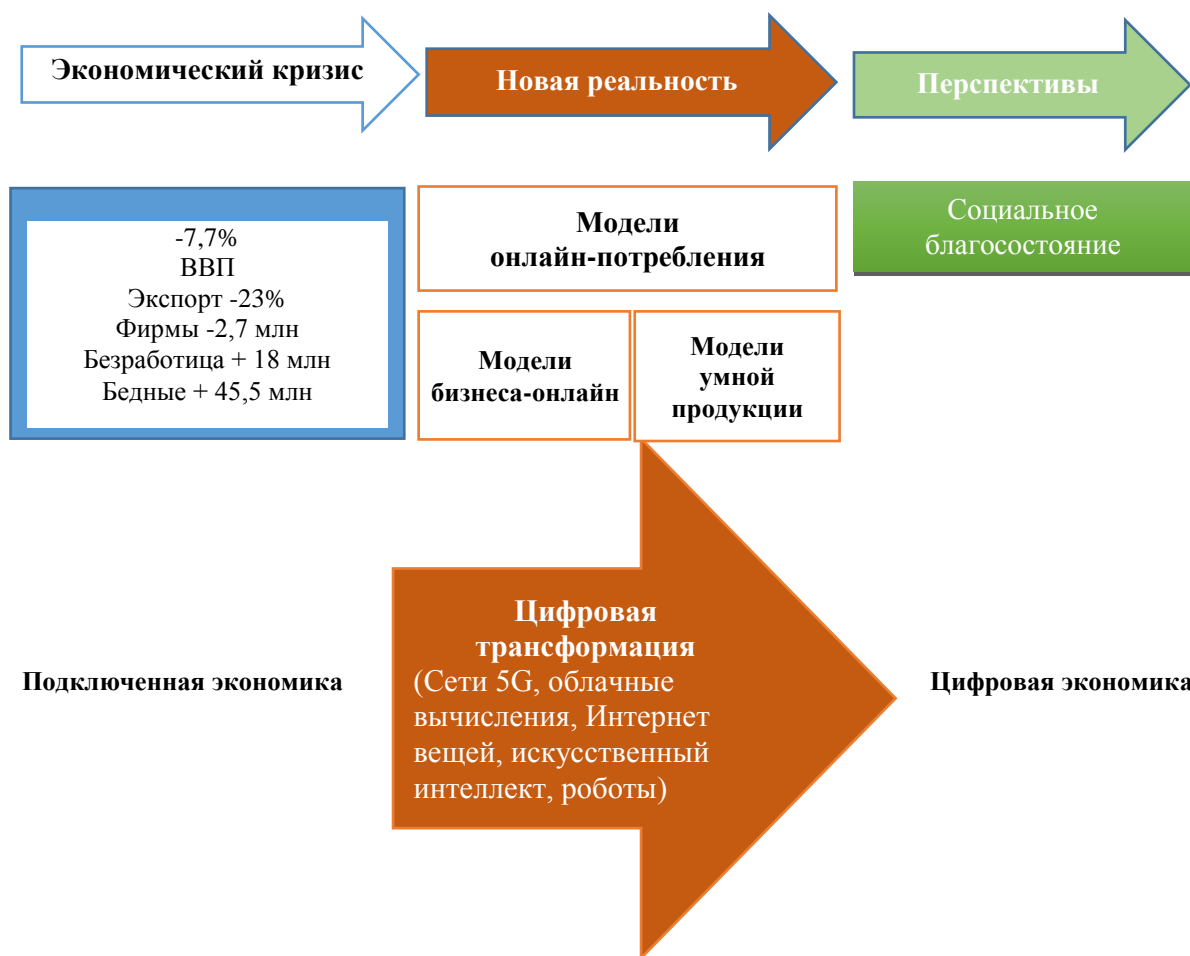 Экономический кризис
Новая реальность
Перспективы
-7,7%
ВВП
Экспорт -23%
Фирмы -2,7 млн
Безработица + 18 млн
Бедные + 45,5 млн
Модели
онлайн-потребления
Модели
бизнеса-онлайн
Модели
умной
продукции
Социальное
благосостояние
Подключенная экономика
Цифровая
трансформация
(Сети 5G, облачные
вычисления, Интернет
вещей, искусственный
интеллект, роботы)
Цифровая экономика